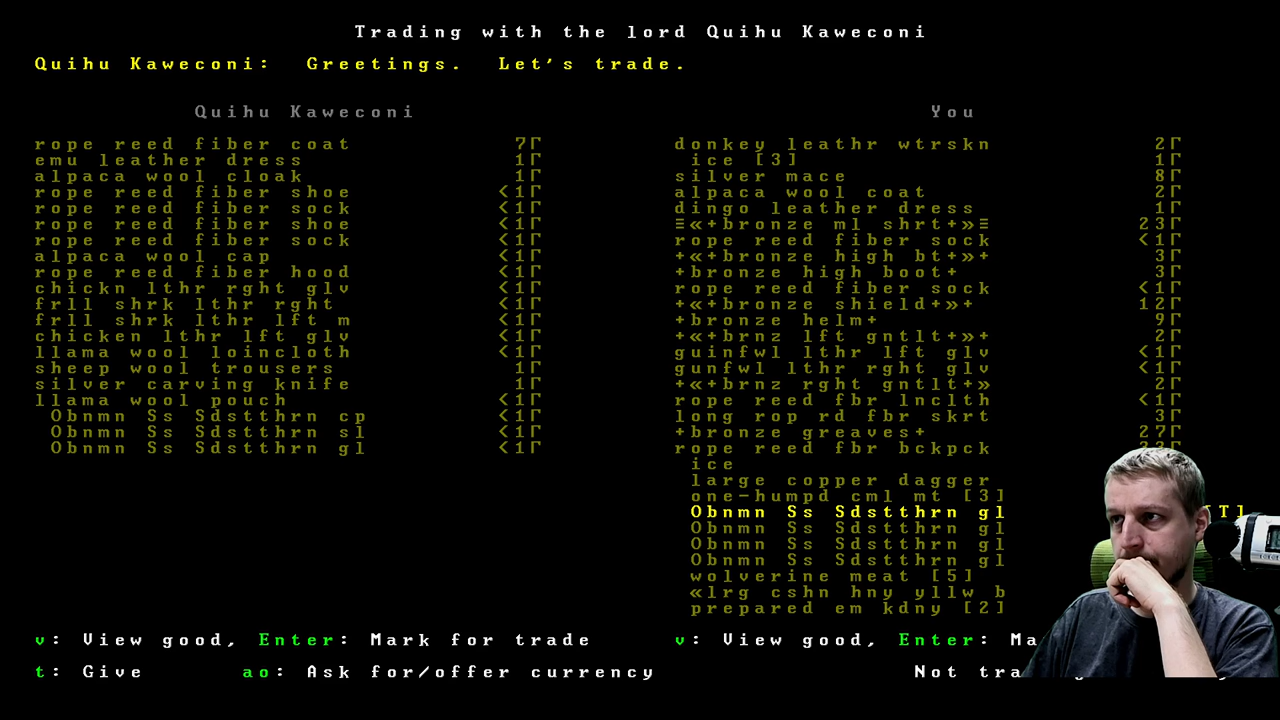 Trading with the lord Quihu Kaweconi
Quihu Kaweconi:  Greetings.  Let's trade.
Quihu Kaweconi
rope reed fiber coat 7Γ
emu leather dress 1Γ
alpaca wool cloak 1Γ
rope reed fiber shoe <1Γ
rope reed fiber sock <1Γ
rope reed fiber shoe <1Γ
rope reed fiber sock <1Γ
alpaca wool cap <1Γ
rope reed fiber hood <1Γ
chickn lthr rght glv <1Γ
frll shrk lthr rght <1Γ
frll shrk lthr lft m <1Γ
chicken lthr lft glv <1Γ
llama wool loincloth <1Γ
sheep wool trousers 1Γ
silver carving knife 1Γ
llama wool pouch <1Γ
Obnmn Ss Sdstthrn cp <1Γ
Obnmn Ss Sdstthrn sl <1Γ
Obnmn Ss Sdstthrn gl <1Γ
You
donkey leathr wtrskn 2Γ
ice [3] 1Γ
silver mace 8Γ
alpaca wool coat 2Γ
dingo leather dress 1Γ
≡«+bronze ml shrt+»≡ 23Γ
rope reed fiber sock <1Γ
+«+bronze high bt+»+ 3Γ
+bronze high boot+ 3Γ
rope reed fiber sock <1Γ
+«+bronze shield+»+ 12Γ
+bronze helm+ 9Γ
+«+brnz lft gntlt+»+ 2Γ
guinfwl lthr lft glv <1Γ
gunfwl lthr rght glv <1Γ
+«+brnz rght gntlt+» 2Γ
rope reed fbr lnclth <1Γ
long rop rd fbr skrt 3Γ
+bronze greaves+ 27Γ
rope reed fbr bckpck
ice
large copper dagger
one-humpd cml mt [3]
Obnmn Ss Sdstthrn gl [T]
Obnmn Ss Sdstthrn gl
Obnmn Ss Sdstthrn gl
Obnmn Ss Sdstthrn gl
wolverine meat [5]
«lrg cshn hny yllw b
prepared em kdny [2]
v: View good, Enter: Mark for trade
v: View good, Enter:
t: Give ao: Ask for/offer currency
Not